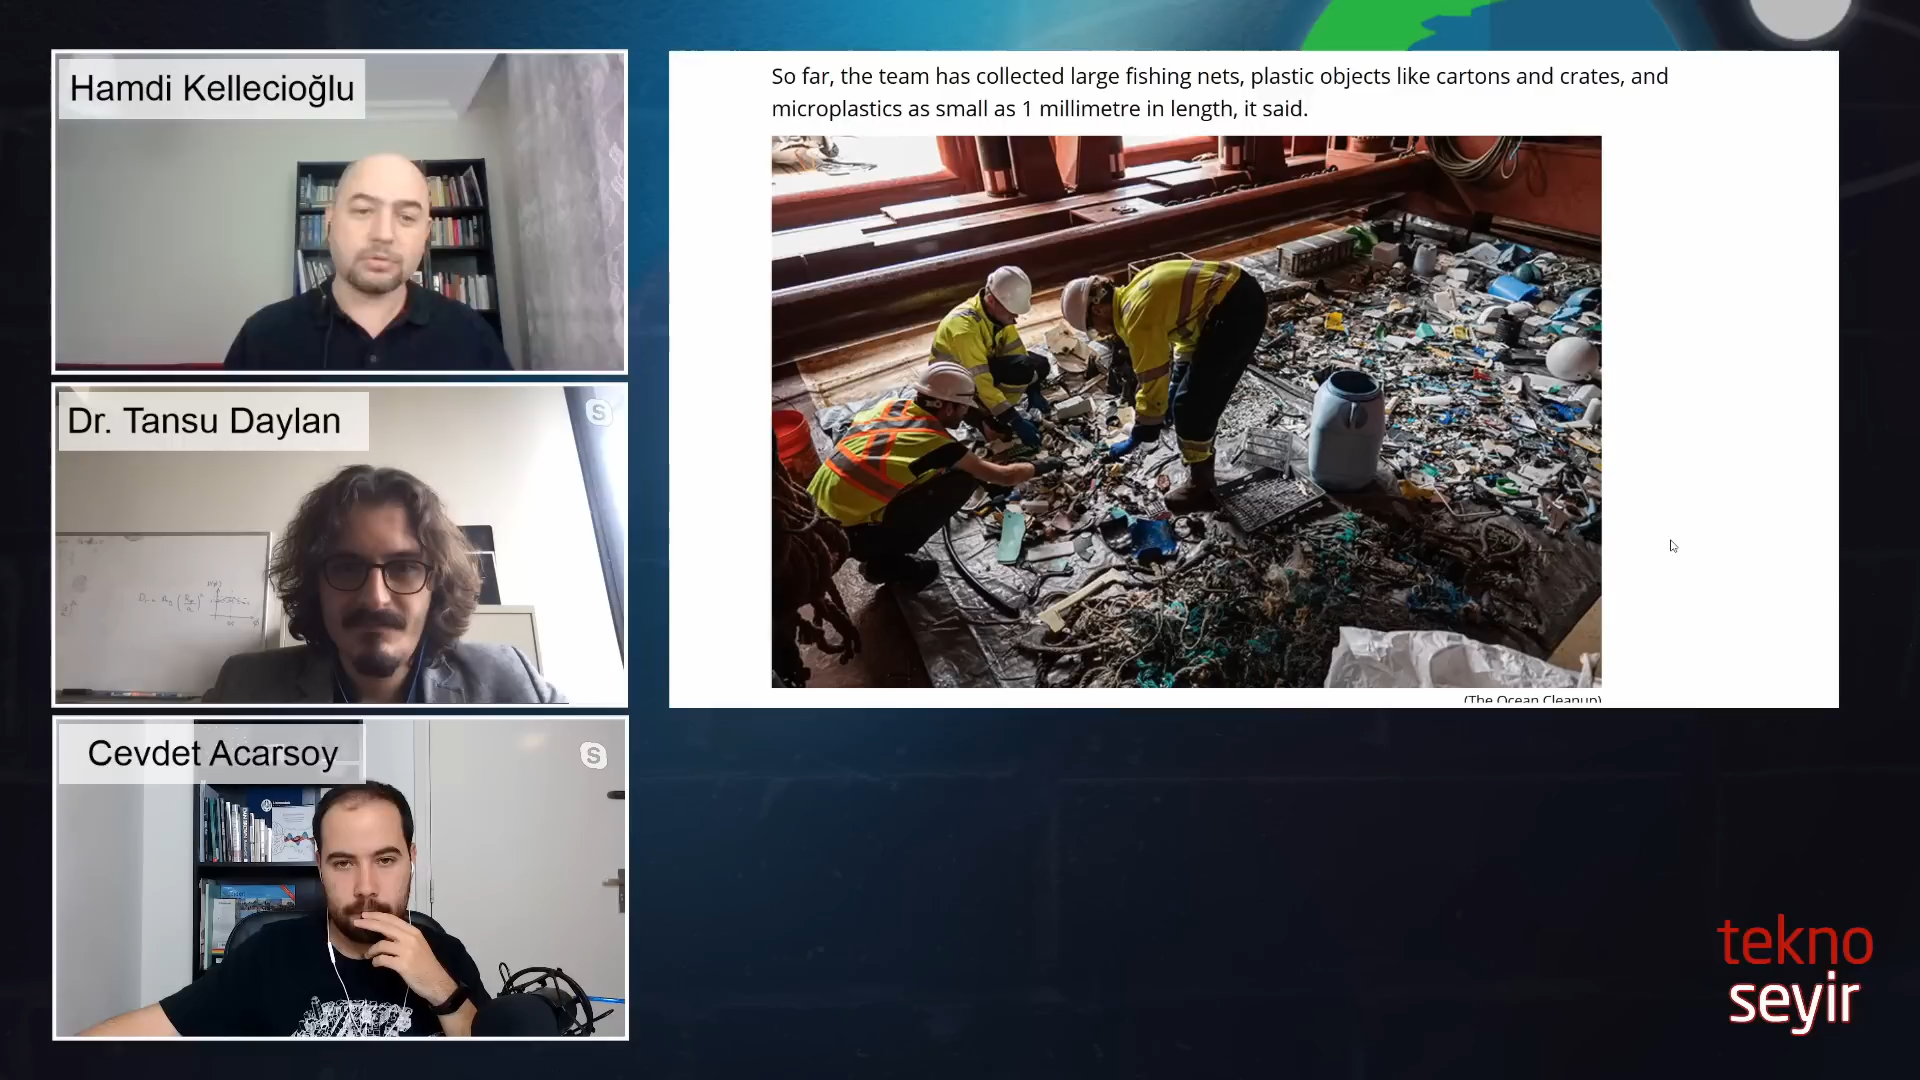 Hamdi Kellecioğlu
So far, the team has collected large fishing nets, plastic objects like cartons and crates, and
microplastics as small as 1 millimetre in length, it said.
(The Ocean Cleanup)
Dr. Tansu Daylan
S
Cevdet Acarsoy
S
tekno
seyir